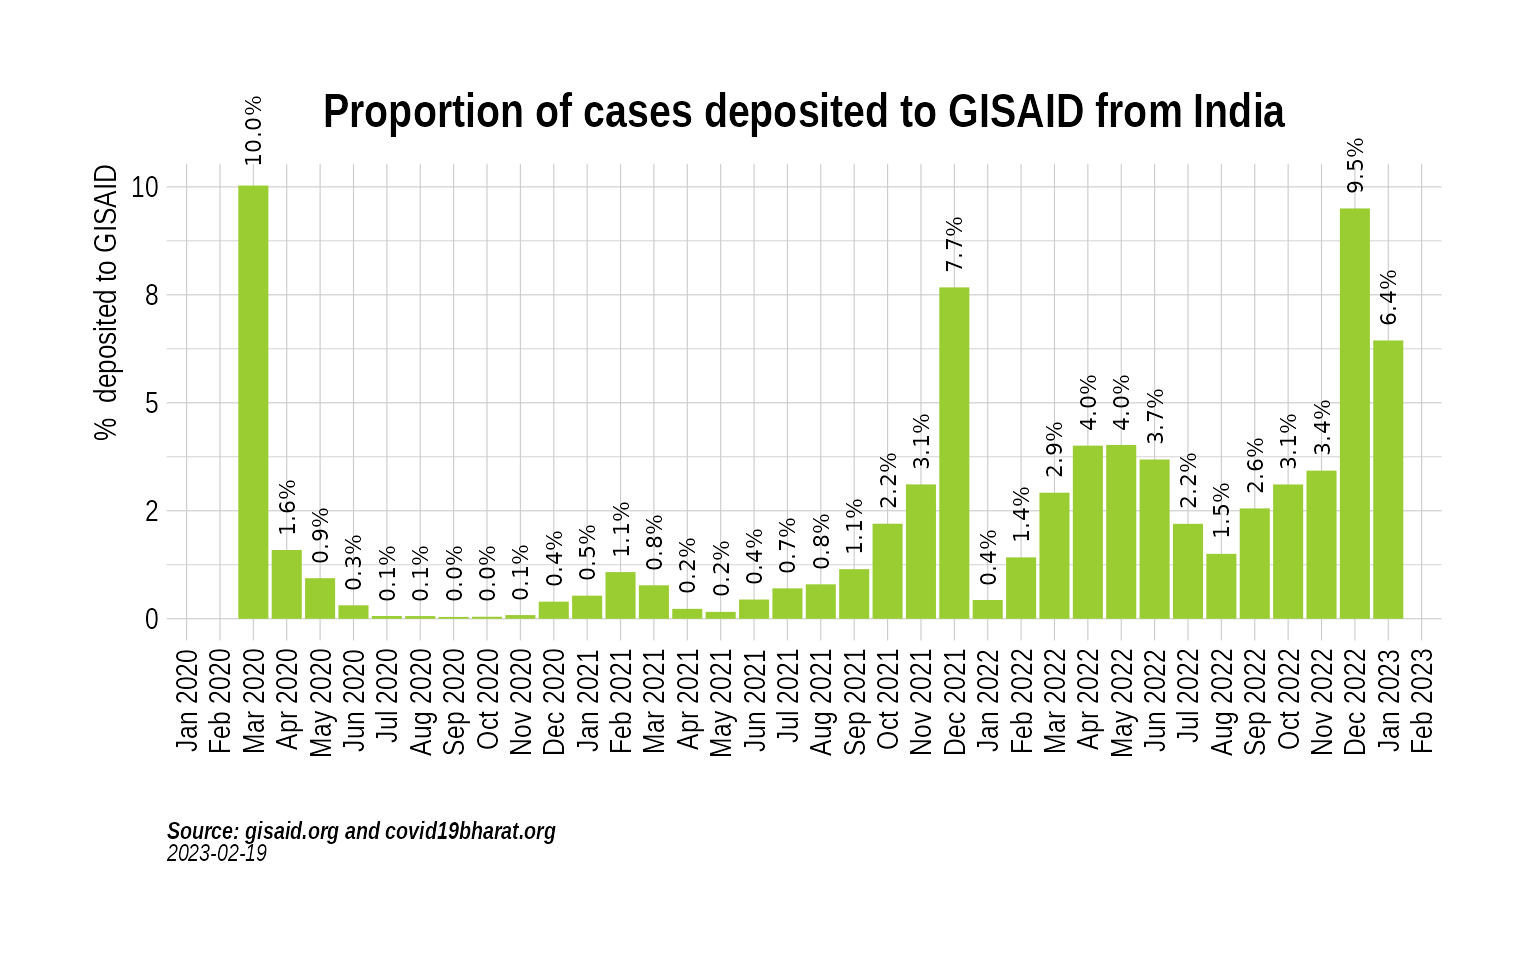 Proportion of cases deposited to GISAID from India
% deposited to GISAID
10
8
5
2
0
10.0%
1.6%
0.9%
0.3%
0.1%
0.1%
0.0%
0.0%
0.1%
0.4%
0.5%
1.1%
0.8%
0.2%
0.2%
0.4%
0.7%
0.8%
1.1%
2.2%
3.1%
7.7%
0.4%
1.4%
2.9%
4.0%
4.0%
3.7%
2.2%
1.5%
2.6%
3.1%
3.4%
9.5%
6.4%
Jan 2020
Feb 2020
Mar 2020
Apr 2020
May 2020
Jun 2020
Jul 2020
Aug 2020
Sep 2020
Oct 2020
Nov 2020
Dec 2020
Jan 2021
Feb 2021
Mar 2021
Apr 2021
May 2021
Jun 2021
Jul 2021
Aug 2021
Sep 2021
Oct 2021
Nov 2021
Dec 2021
Jan 2022
Feb 2022
Mar 2022
Apr 2022
May 2022
Jun 2022
Jul 2022
Aug 2022
Sep 2022
Oct 2022
Nov 2022
Dec 2022
Jan 2023
Feb 2023
Source: gisaid.org and covid19bharat.org
2023-02-19